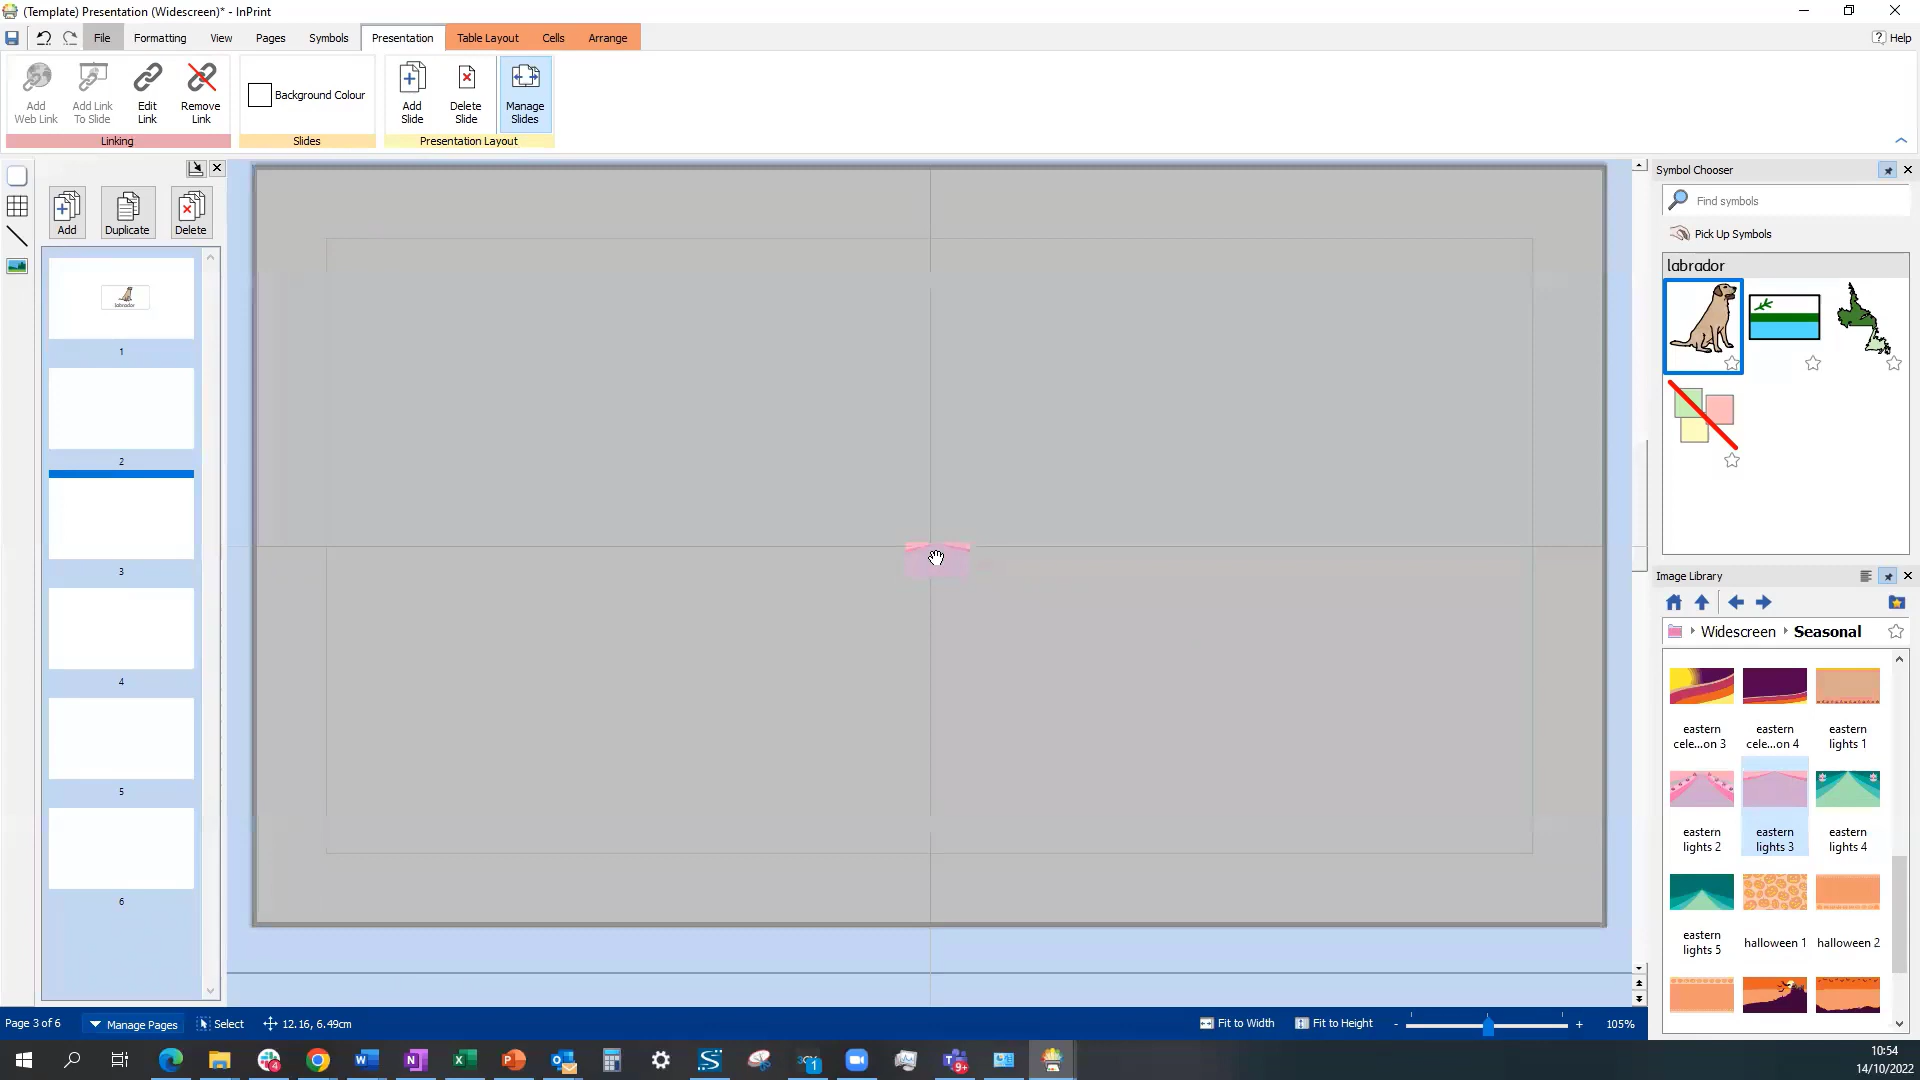 (Template) Presentation (Widescreen)* - InPrint
File Formatting View Pages Symbols Presentation Table Layout Cells Arrange Help
Add Web Link
Add Link To Slide
Edit Link
Remove Link
Linking
Background Colour
Slides
Add Slide
Delete Slide
Manage Slides
Presentation Layout
Add Duplicate Delete
labrador
1
2
3
4
5
6
Symbol Chooser
Find symbols
Pick Up Symbols
labrador
Image Library
Widescreen Seasonal
eastern cele...on 3
eastern cele...on 4
eastern lights 1
eastern lights 2
eastern lights 3
eastern lights 4
eastern lights 5
halloween 1
halloween 2
Page 3 of 6 Manage Pages Select 12.16, 6.49cm Fit to Width Fit to Height - + 105%
10:54
14/10/2022